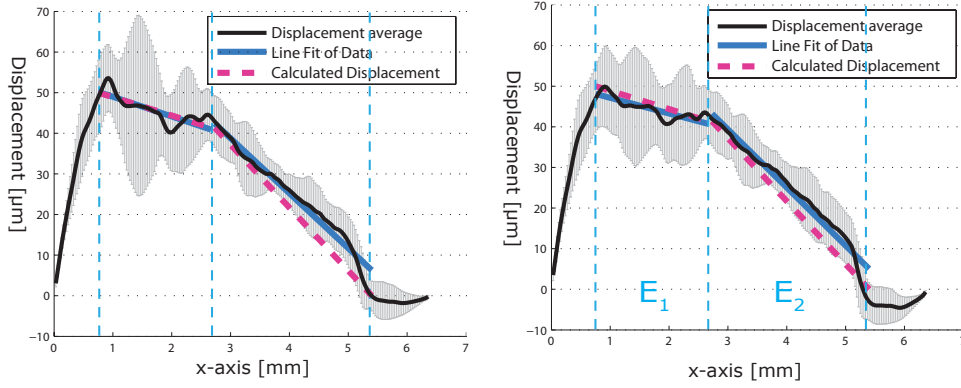 Displacement average
Line Fit of Data
Calculated Displacement
Displacement [µm]
70
60
50
40
30
20
10
0
−10
0 1 2 3 4 5 6 7
x-axis [mm]
Displacement average
Line Fit of Data
Calculated Displacement
Displacement [µm]
70
60
50
40
30
20
10
0
−10
E1 E2
0 1 2 3 4 5 6 7
x-axis [mm]